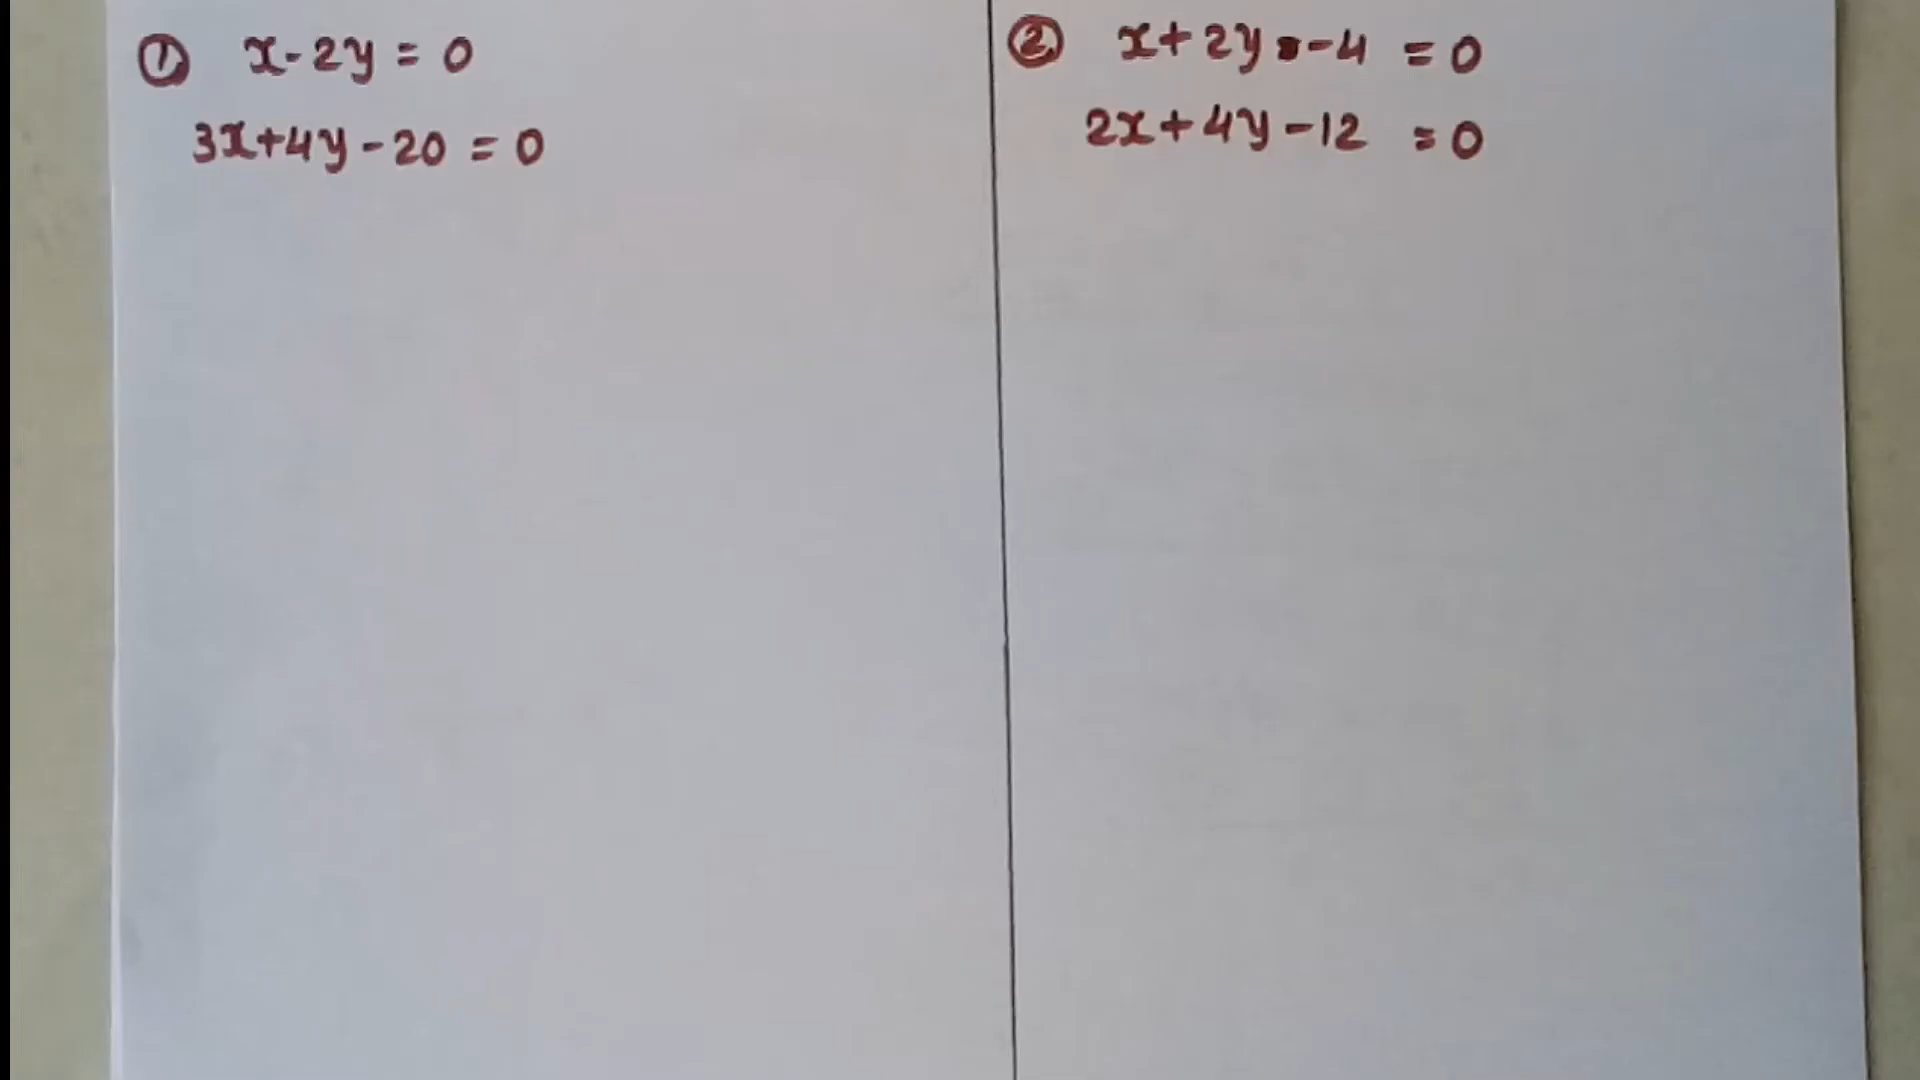 ① x - 2y = 0
3x + 4y - 20 = 0
② x + 2y - 4 = 0
2x + 4y - 12 = 0